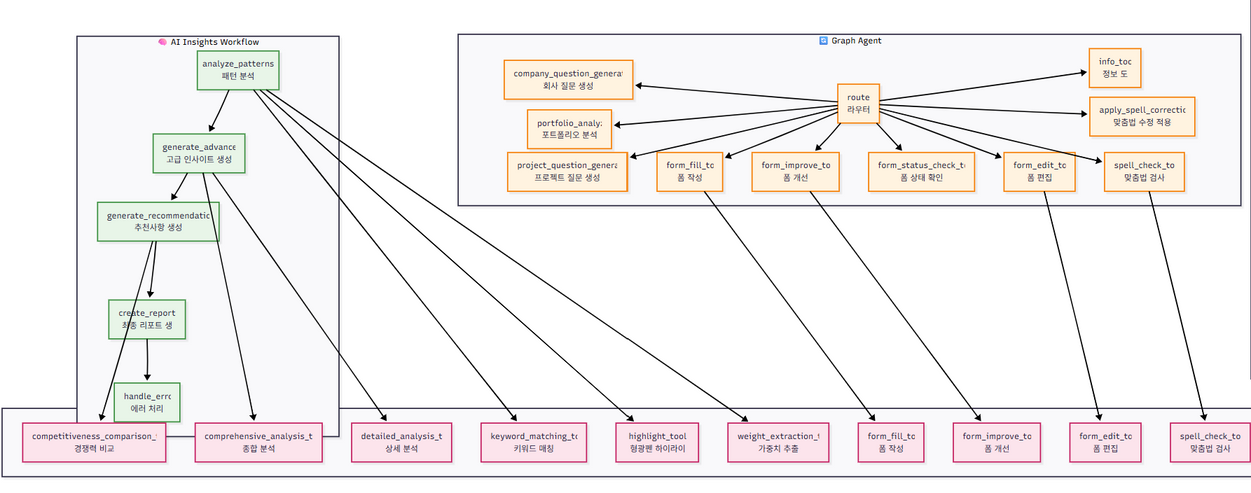 AI Insights Workflow
analyze_patterns
패턴 분석
generate_advance
고급 인사이트 생성
generate_recommendatic
추천사항 생성
create_report
최종 리포트 생
handle_errc
에러 처리
Graph Agent
company_question_genera
회사 질문 생성
portfolio_analy
포트폴리오 분석
project_question_genera
프로젝트 질문 생성
route
라우터
form_fill_tc
폼 작성
form_improve_to
폼 개선
form_status_check_t
폼 상태 확인
form_edit_tc
폼 편집
info_toc
정보 도
apply_spell_correctic
맞춤법 수정 적용
spell_check_to
맞춤법 검사
competitiveness_comparison_
경쟁력 비교
comprehensive_analysis_t
종합 분석
detailed_analysis_t
상세 분석
keyword_matching_tc
키워드 매칭
highlight_tool
형광펜 하이라이
weight_extraction_t
가중치 추출
form_fill_tc
폼 작성
form_improve_to
폼 개선
form_edit_tc
폼 편집
spell_check_to
맞춤법 검사